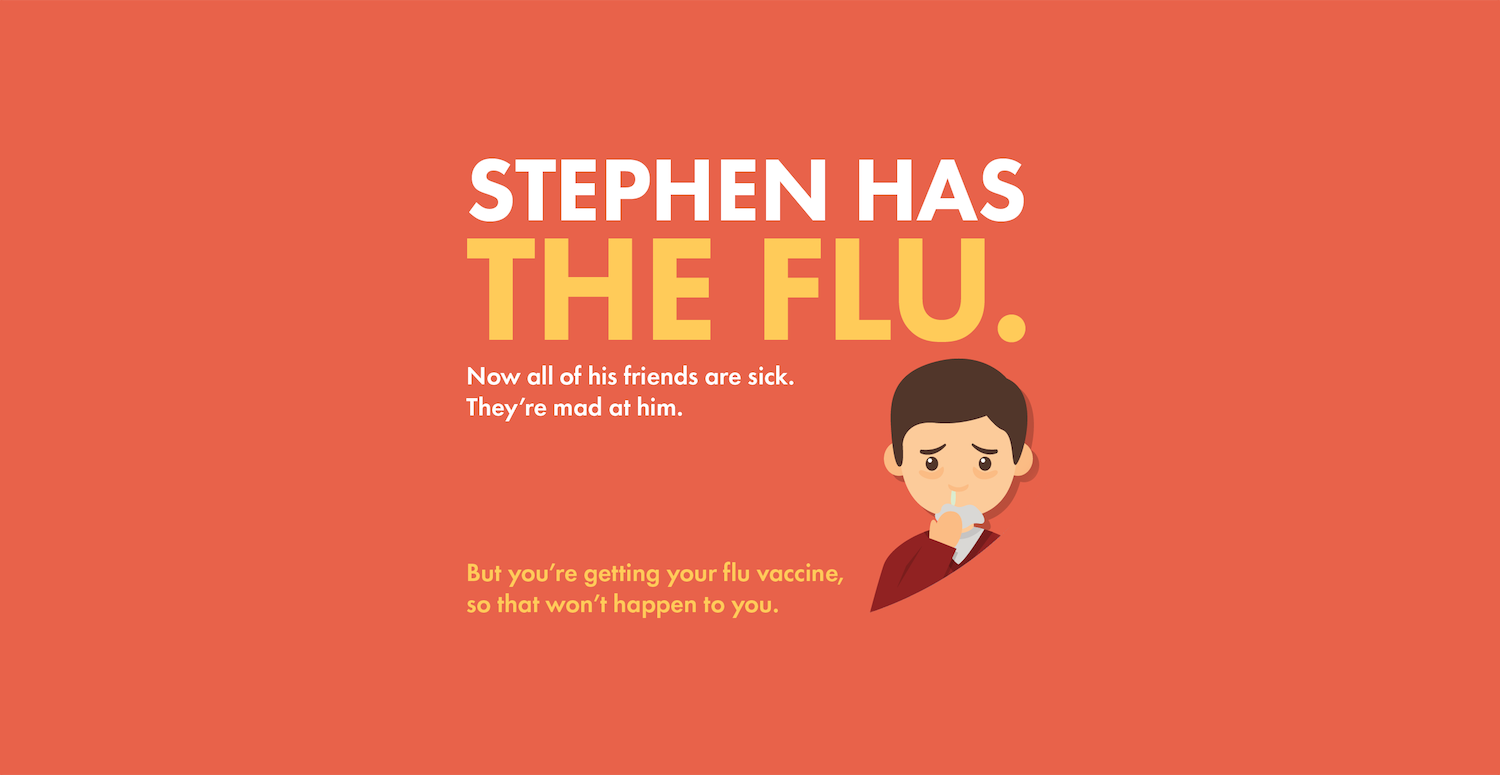 STEPHEN HAS
THE FLU.
Now all of his friends are sick.
They’re mad at him.
But you’re getting your flu vaccine,
so that won’t happen to you.